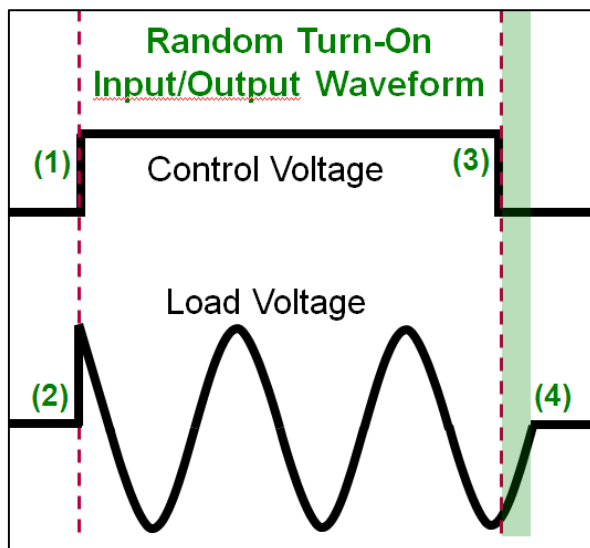 Random Turn-On
Input/Output Waveform
(1)
Control Voltage
(3)
Load Voltage
(2)
(4)